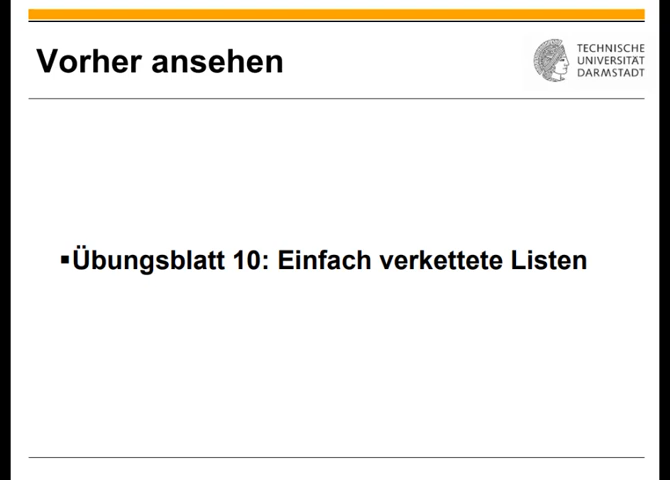 Vorher ansehen
TECHNISCHE
UNIVERSITÄT
DARMSTADT
▪Übungsblatt 10: Einfach verkettete Listen